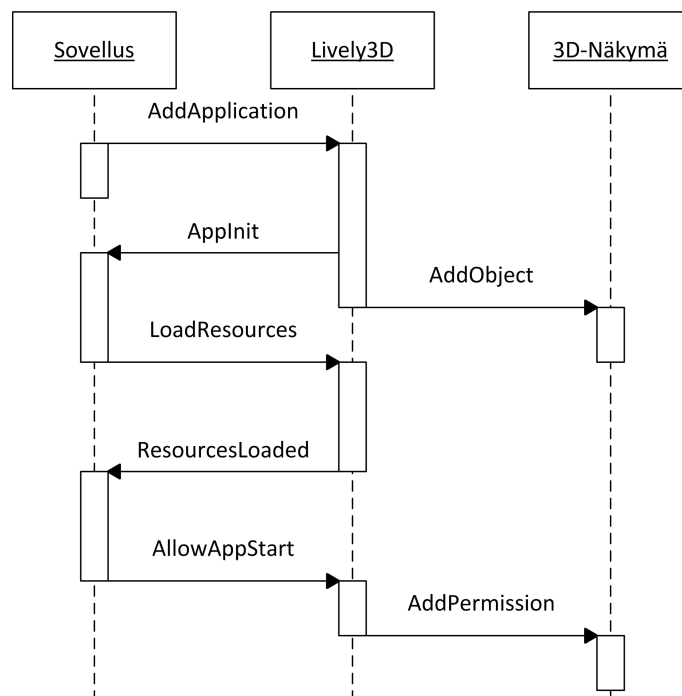 Sovellus
Lively3D
3D-Näkymä
AddApplication
AppInit
AddObject
LoadResources
ResourcesLoaded
AllowAppStart
AddPermission